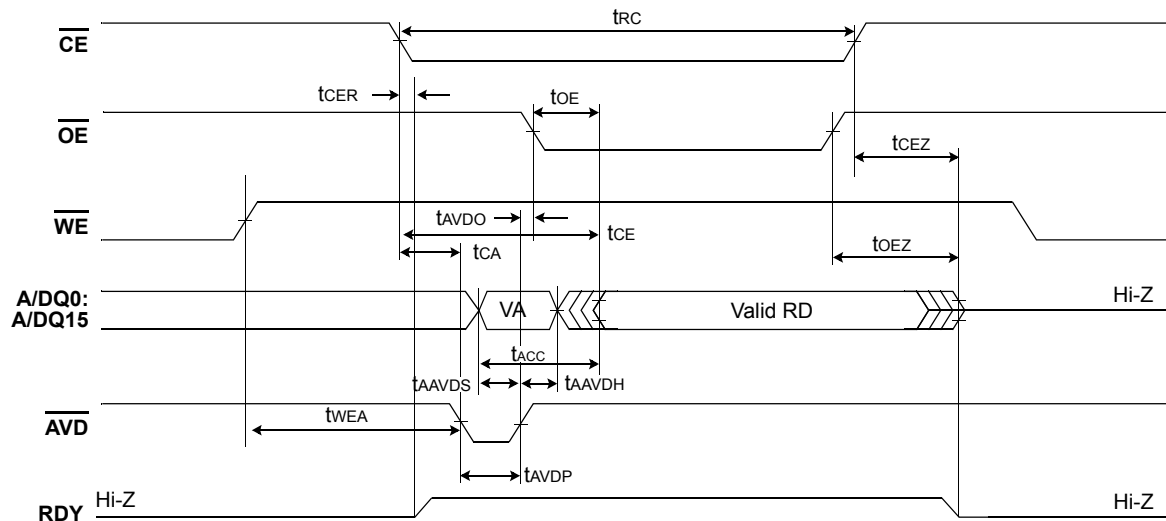 tRC
CE
tCER
tOE
OE
tCEZ
WE
tAVDO
tCE
tCA
tOEZ
A/DQ0:
A/DQ15
VA
Valid RD
Hi-Z
tACC
tAAVDS
tAAVDH
AVD
tWEA
tAVDP
Hi-Z
Hi-Z
RDY